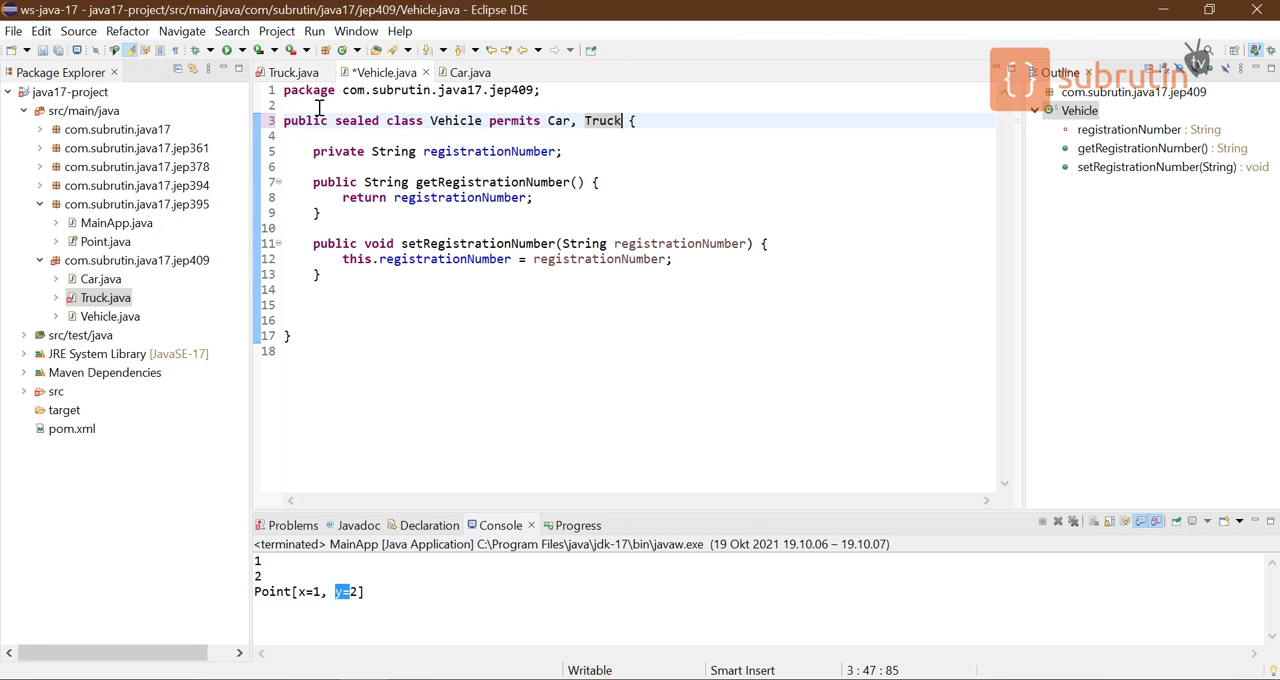 ws-java-17 - java17-project/src/main/java/com/subrutin/java17/jep409/Vehicle.java - Eclipse IDE
File Edit Source Refactor Navigate Search Project Run Window Help
Package Explorer
java17-project
src/main/java
com.subrutin.java17
com.subrutin.java17.jep361
com.subrutin.java17.jep378
com.subrutin.java17.jep394
com.subrutin.java17.jep395
MainApp.java
Point.java
com.subrutin.java17.jep409
Car.java
Truck.java
Vehicle.java
src/test/java
JRE System Library [JavaSE-17]
Maven Dependencies
src
target
pom.xml
Truck.java *Vehicle.java Car.java
1 package com.subrutin.java17.jep409;
2
3 public sealed class Vehicle permits Car, Truck {
4
5 private String registrationNumber;
6
7 public String getRegistrationNumber() {
8 return registrationNumber;
9 }
10
11 public void setRegistrationNumber(String registrationNumber) {
12 this.registrationNumber = registrationNumber;
13 }
14
15
16
17 }
18
Outline
subrutin tv
com.subrutin.java17.jep409
Vehicle
registrationNumber : String
getRegistrationNumber() : String
setRegistrationNumber(String) : void
Problems Javadoc Declaration Console Progress
<terminated> MainApp [Java Application] C:\Program Files\java\jdk-17\bin\javaw.exe (19 Okt 2021 19.10.06 – 19.10.07)
1
2
Point[x=1, y=2]
Writable Smart Insert 3 : 47 : 85